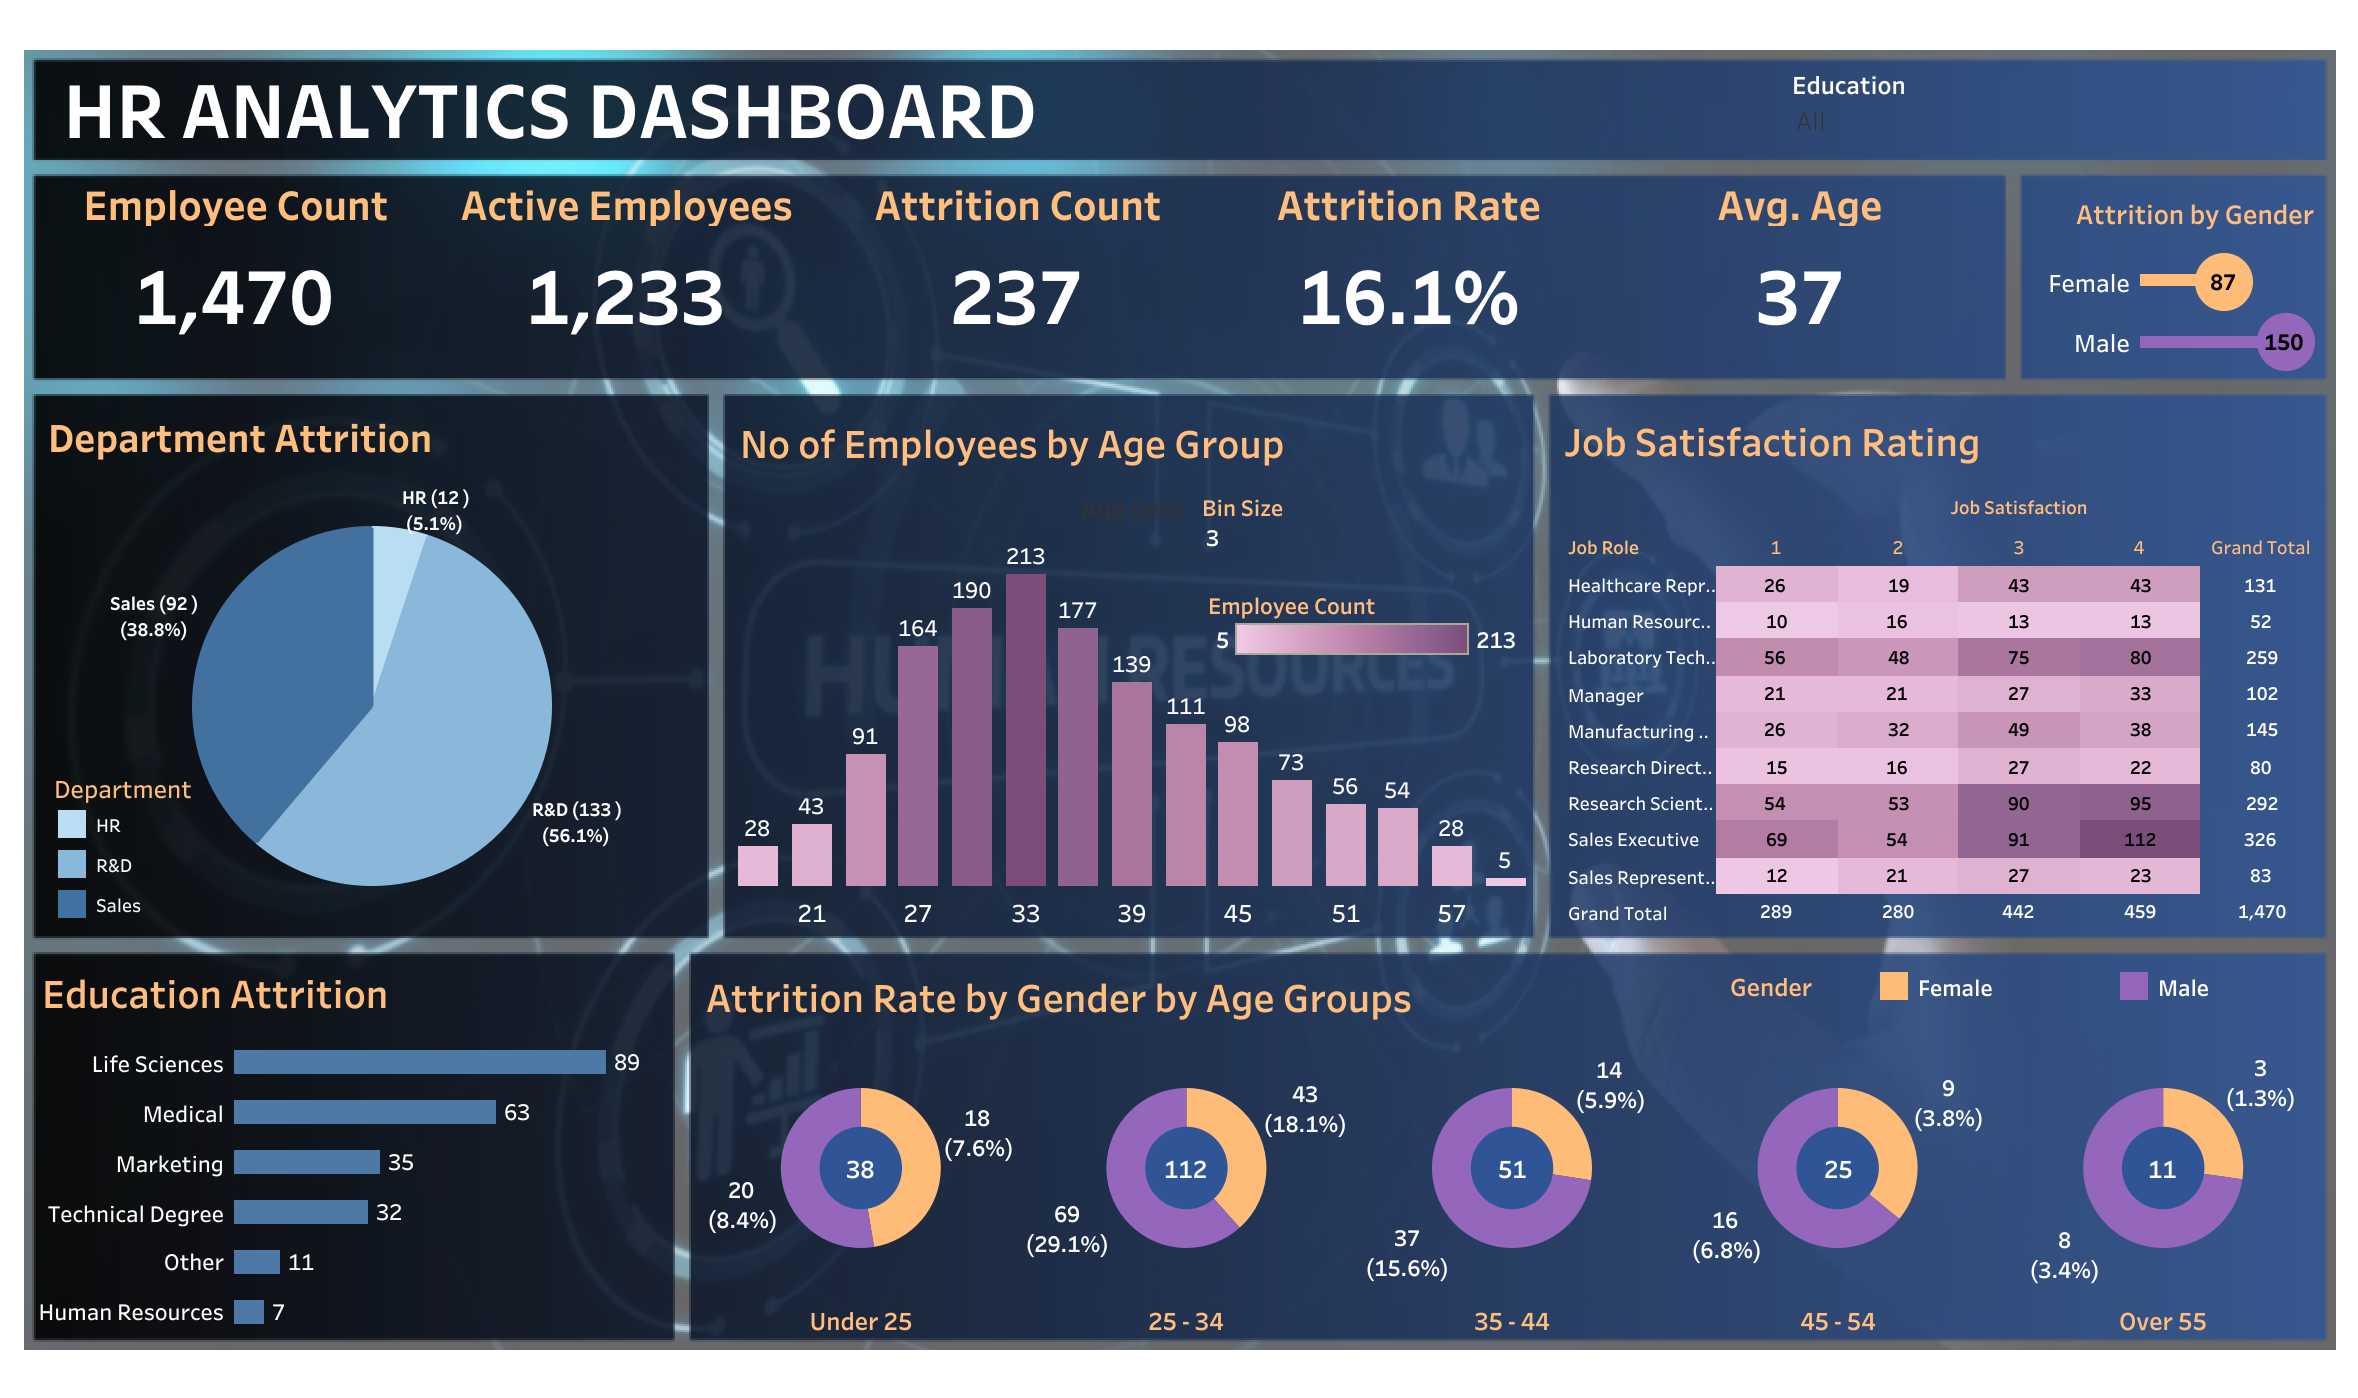 HR ANALYTICS DASHBOARD
Education
All
Employee Count
Active Employees
Attrition Count
Attrition Rate
Avg. Age
1,470
1,233
237
16.1%
37
Attrition by Gender
Female 87
Male 150
Department Attrition
HR (12 )
(5.1%)
Sales (92 )
(38.8%)
R&D (133 )
(56.1%)
Department
HR
R&D
Sales
No of Employees by Age Group
Age (bin)
Bin Size
3
Employee Count
5 213
28 43 91 164 190 213 177 139 111 98 73 56 54 28 5
21 27 33 39 45 51 57
HUMAN RESOURCES
Job Satisfaction Rating
Job Satisfaction
Job Role 1 2 3 4 Grand Total
Healthcare Repr.. 26 19 43 43 131
Human Resourc.. 10 16 13 13 52
Laboratory Tech.. 56 48 75 80 259
Manager 21 21 27 33 102
Manufacturing .. 26 32 49 38 145
Research Direct.. 15 16 27 22 80
Research Scient.. 54 53 90 95 292
Sales Executive 69 54 91 112 326
Sales Represent.. 12 21 27 23 83
Grand Total 289 280 442 459 1,470
Education Attrition
Life Sciences 89
Medical 63
Marketing 35
Technical Degree 32
Other 11
Human Resources 7
Attrition Rate by Gender by Age Groups
Gender Female Male
38
18
(7.6%)
20
(8.4%)
Under 25
112
43
(18.1%)
69
(29.1%)
25 - 34
51
14
(5.9%)
37
(15.6%)
35 - 44
25
9
(3.8%)
16
(6.8%)
45 - 54
11
3
(1.3%)
8
(3.4%)
Over 55